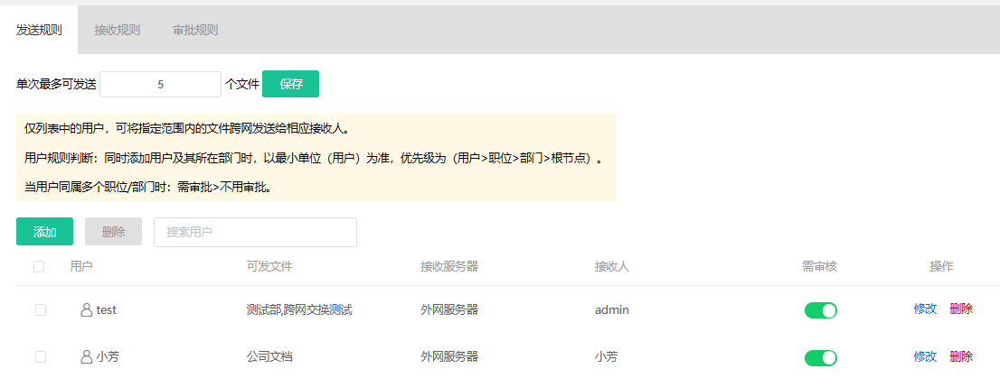 发送规则 接收规则 审批规则
单次最多可发送 5 个文件 保存
仅列表中的用户，可将指定范围内的文件跨网发送给相应接收人。
用户规则判断：同时添加用户及其所在部门时，以最小单位（用户）为准，优先级为（用户>职位>部门>根节点）。
当用户同属多个职位/部门时：需审批>不用审批。
添加 删除 搜索用户
用户 可发文件 接收服务器 接收人 需审核 操作
test 测试部,跨网交换测试 外网服务器 admin 修改 删除
小芳 公司文档 外网服务器 小芳 修改 删除